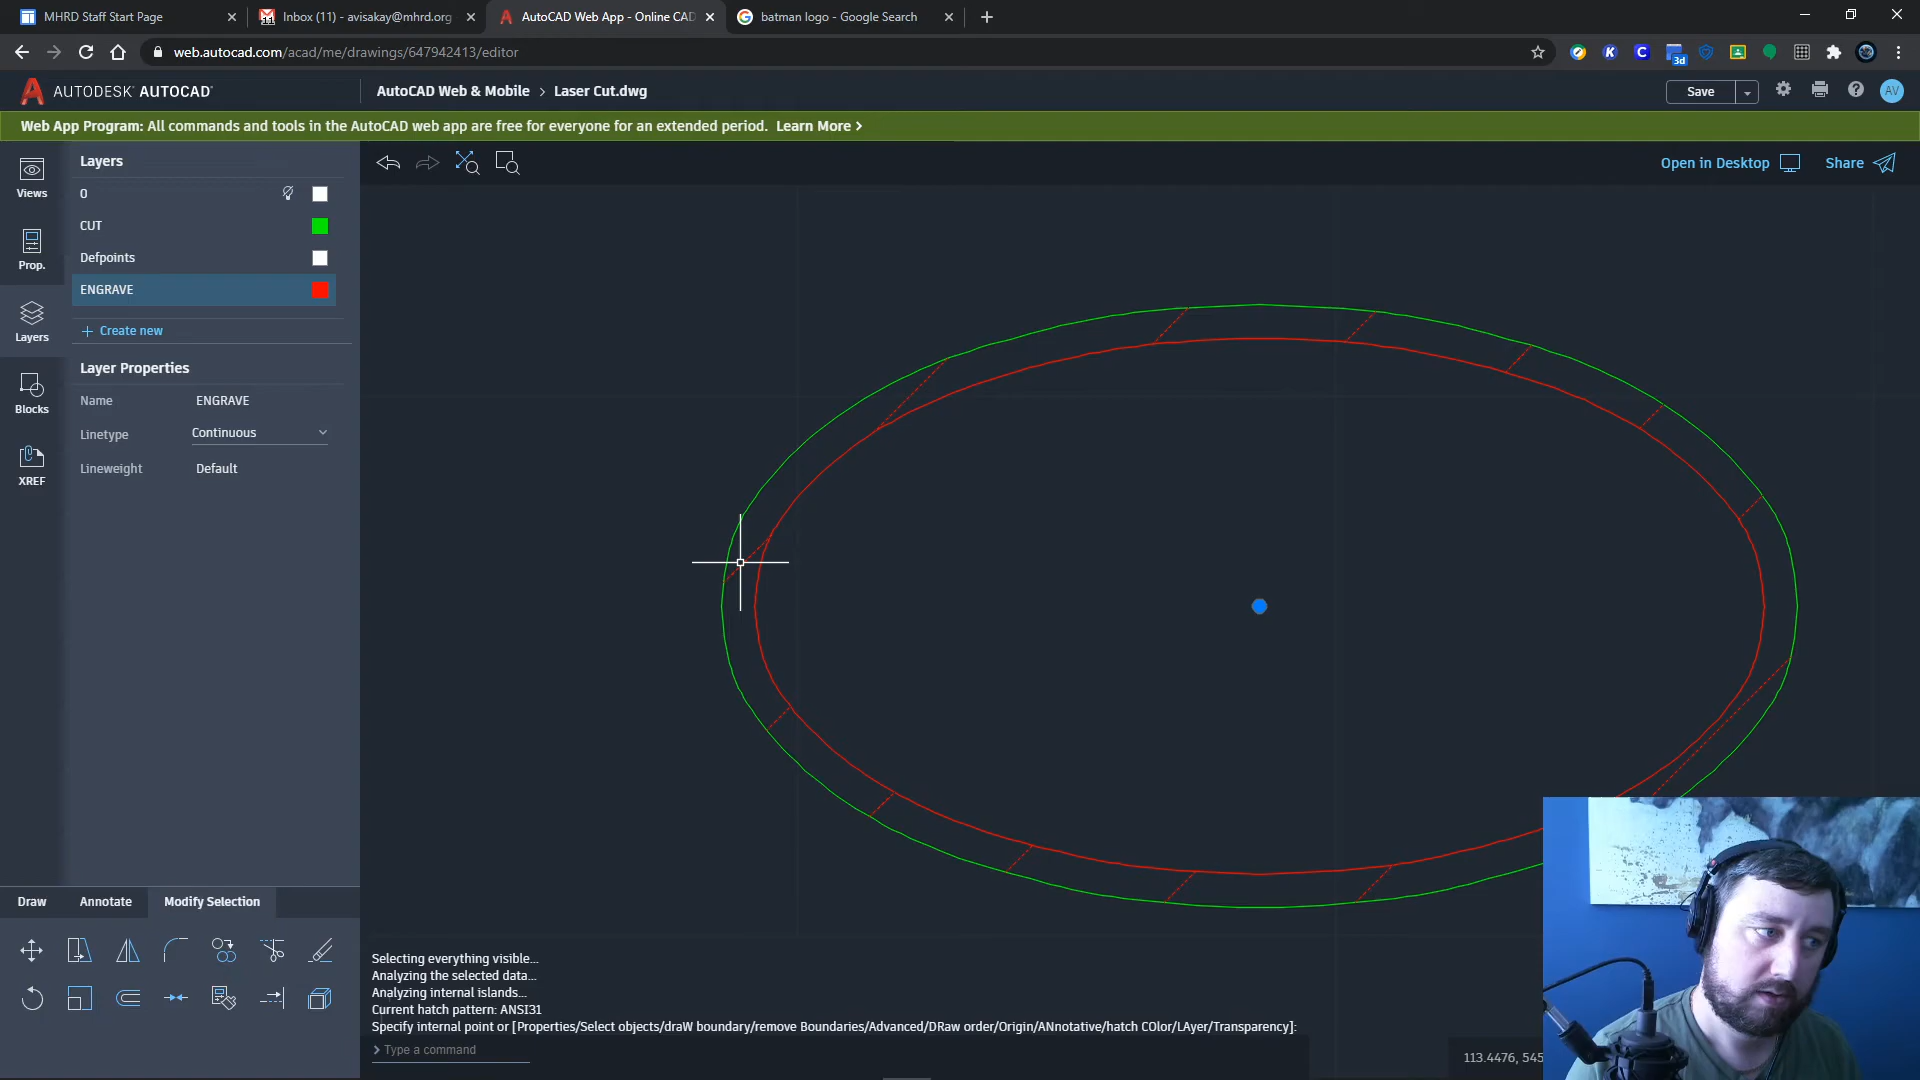 MHRD Staff Start Page
Inbox (11) - avisakay@mhrd.org
AutoCAD Web App - Online CAD
batman logo - Google Search
web.autocad.com/acad/me/drawings/647942413/editor
3d
AUTODESK AUTOCAD
AutoCAD Web & Mobile > Laser Cut.dwg
Save
AV
Web App Program: All commands and tools in the AutoCAD web app are free for everyone for an extended period. Learn More >
Views
Prop.
Layers
Blocks
XREF
Layers
0
CUT
Defpoints
ENGRAVE
+ Create new
Layer Properties
Name ENGRAVE
Linetype Continuous
Lineweight Default
Open in Desktop
Share
Draw Annotate Modify Selection
Selecting everything visible...
Analyzing the selected data...
Analyzing internal islands...
Current hatch pattern: ANSI31
Specify internal point or [Properties/Select objects/draW boundary/remove Boundaries/Advanced/DRaw order/Origin/ANnotative/hatch COlor/LAyer/Transparency]:
> Type a command
113.4476, 545